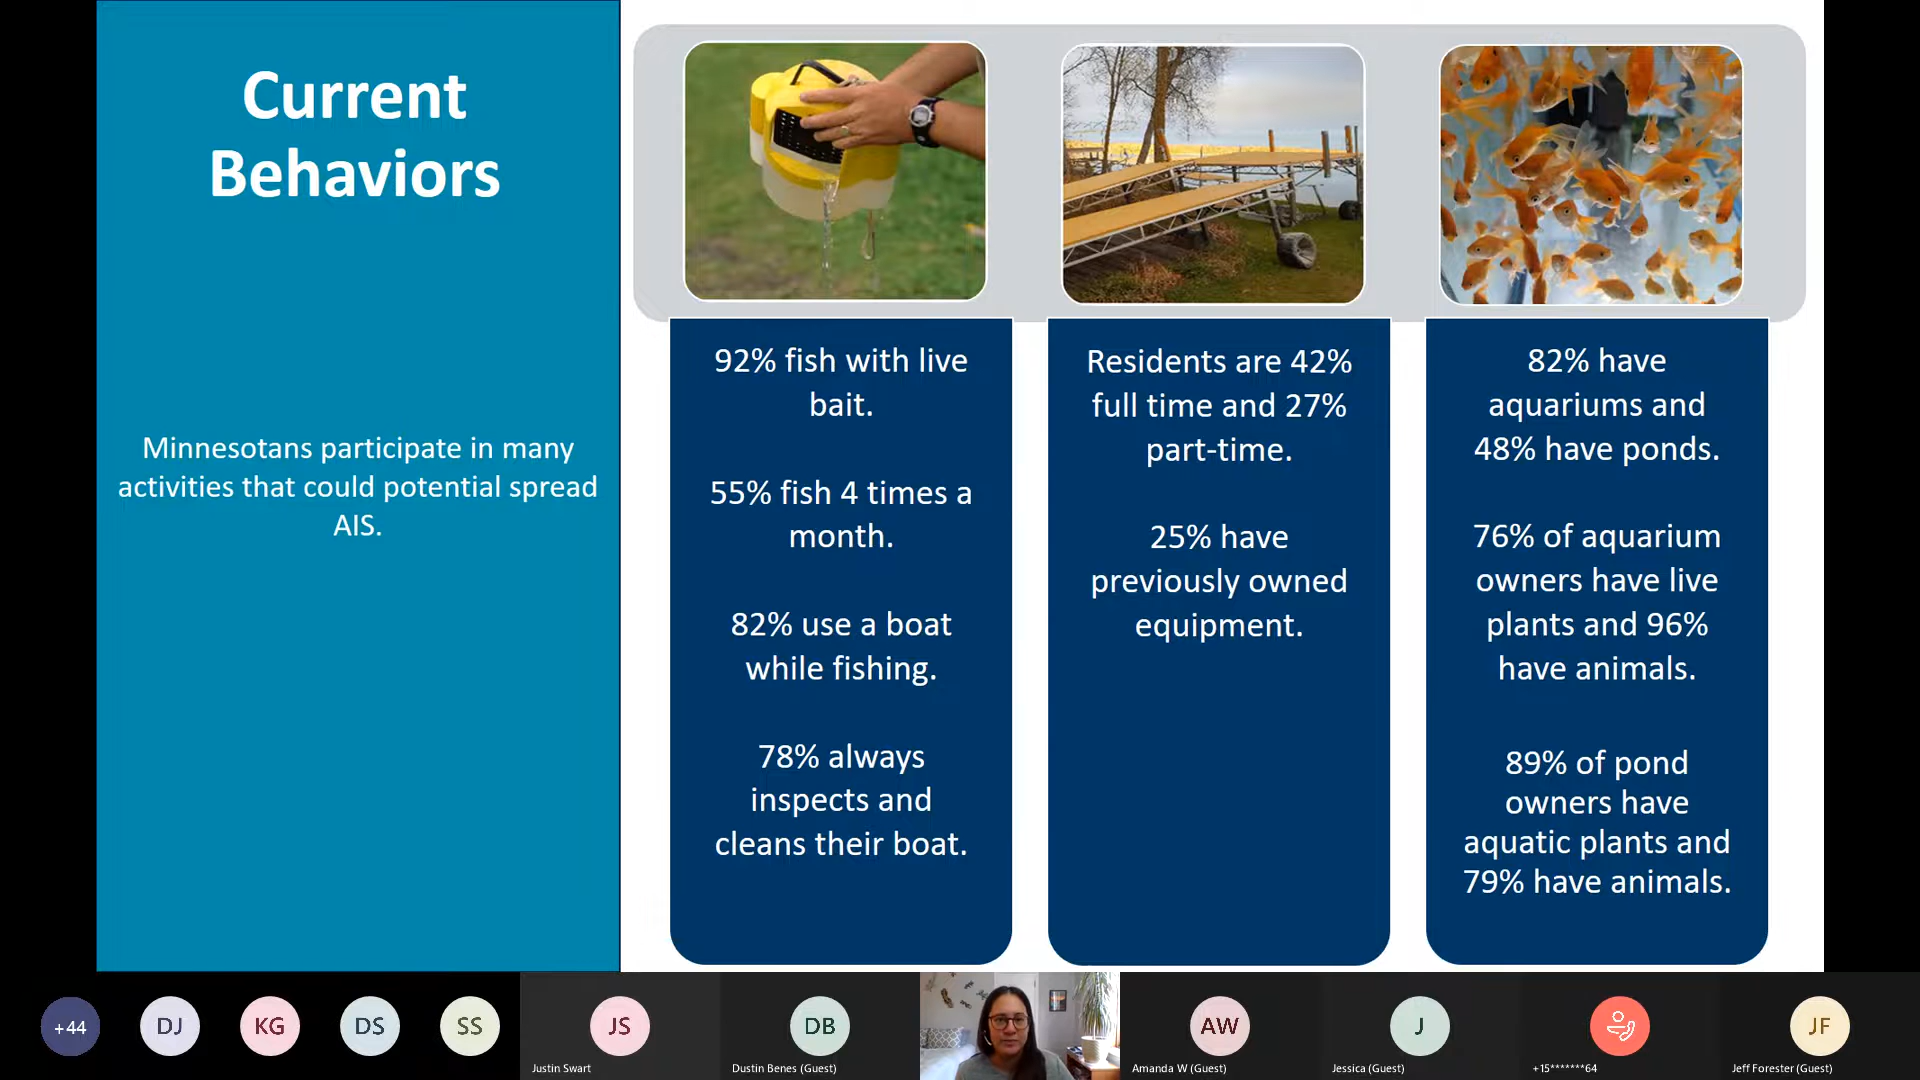 Current
Behaviors
Minnesotans participate in many
activities that could potential spread
AIS.
92% fish with live
bait.
55% fish 4 times a
month.
82% use a boat
while fishing.
78% always
inspects and
cleans their boat.
Residents are 42%
full time and 27%
part-time.
25% have
previously owned
equipment.
82% have
aquariums and
48% have ponds.
76% of aquarium
owners have live
plants and 96%
have animals.
89% of pond
owners have
aquatic plants and
79% have animals.
+44
DJ
KG
DS
SS
JS
Justin Swart
DB
Dustin Benes (Guest)
AW
Amanda W (Guest)
J
Jessica (Guest)
+15*******64
JF
Jeff Forester (Guest)